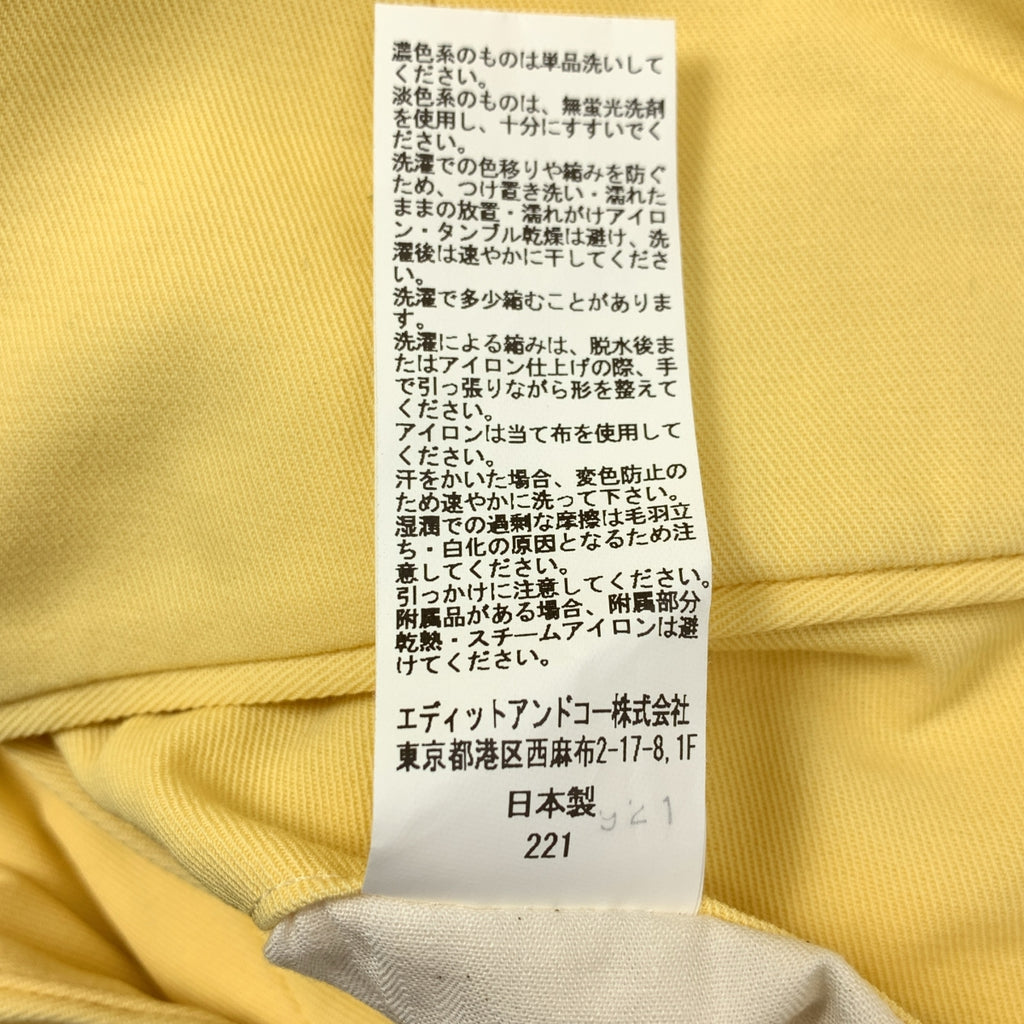 濃色系のものは単品洗いして
ください。
淡色系のものは、無蛍光洗剤
を使用し、十分にすすいでく
ださい。
洗濯での色移りや縮みを防ぐ
ため、つけ置き洗い・濡れた
ままの放置・濡れがけアイロ
ン・タンブル乾燥は避け、洗
濯後は速やかに干してくださ
い。
洗濯で多少縮むことがありま
す。
洗濯による縮みは、脱水後ま
たはアイロン仕上げの際、手
で引っ張りながら形を整えて
ください。
アイロンは当て布を使用して
ください。
汗をかいた場合、変色防止の
ため速やかに洗って下さい。
湿潤での過剰な摩擦は毛羽立
ち・白化の原因となるため注
意してください。
引っかけに注意してください。
附属品がある場合、附属部分
乾熱・スチームアイロンは避
けてください。
エディットアンドコー株式会社
東京都港区西麻布2-17-8,1F
日本製
221